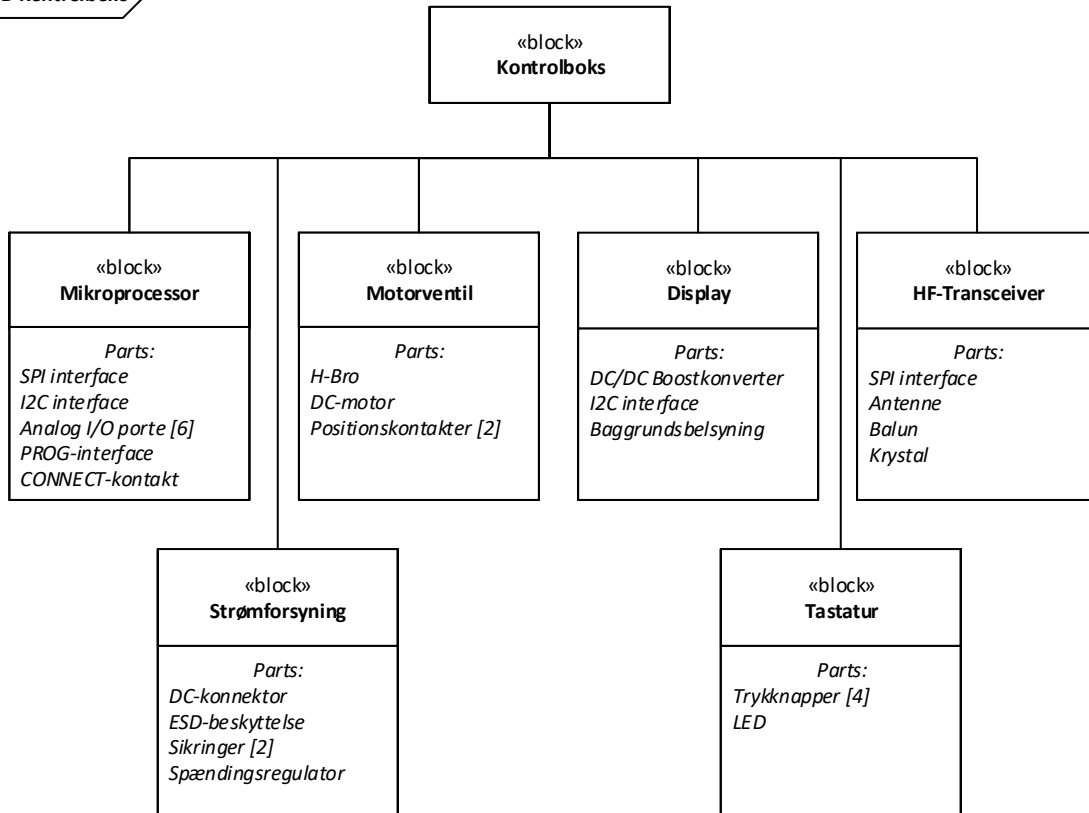 «block»
Kontrolboks
«block»
Mikroprocessor
Parts:
SPI interface
I2C interface
Analog I/O porte [6]
PROG-interface
CONNECT-kontakt
«block»
Motorventil
Parts:
H-Bro
DC-motor
Positionskontakter [2]
«block»
Display
Parts:
DC/DC Boostkonverter
I2C interface
Baggrundsbelsyning
«block»
HF-Transceiver
Parts:
SPI interface
Antenne
Balun
Krystal
«block»
Strømforsyning
Parts:
DC-konnektor
ESD-beskyttelse
Sikringer [2]
Spændingsregulator
«block»
Tastatur
Parts:
Trykknapper [4]
LED